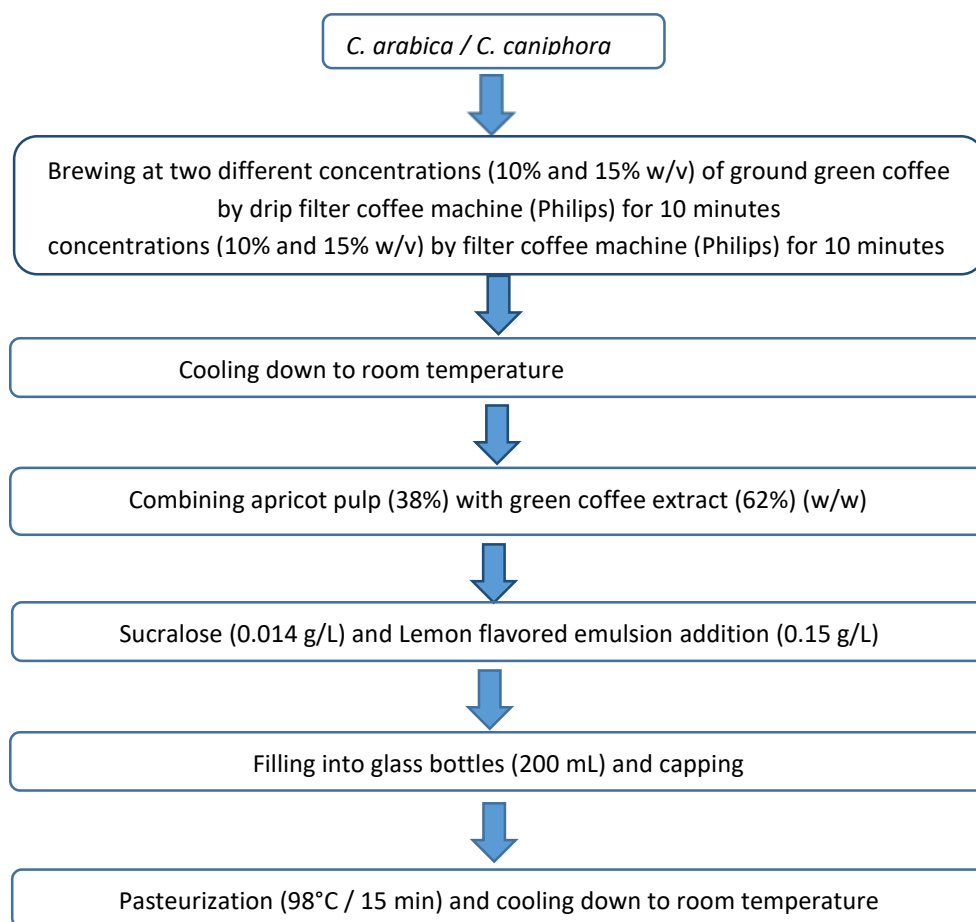 C. arabica / C. caniphora
Brewing at two different concentrations (10% and 15% w/v) of ground green coffee
by drip filter coffee machine (Philips) for 10 minutes
concentrations (10% and 15% w/v) by filter coffee machine (Philips) for 10 minutes
Cooling down to room temperature
Combining apricot pulp (38%) with green coffee extract (62%) (w/w)
Sucralose (0.014 g/L) and Lemon flavored emulsion addition (0.15 g/L)
Filling into glass bottles (200 mL) and capping
Pasteurization (98°C / 15 min) and cooling down to room temperature